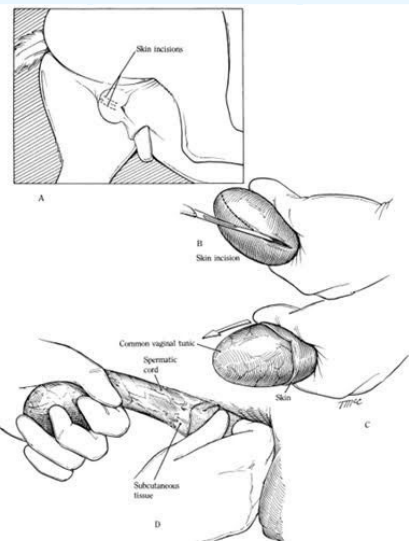 Skin incisions
A
B
Skin incision
Common vaginal tunic
Spermatic
cord
Skin
C
Subcutaneous
tissue
D